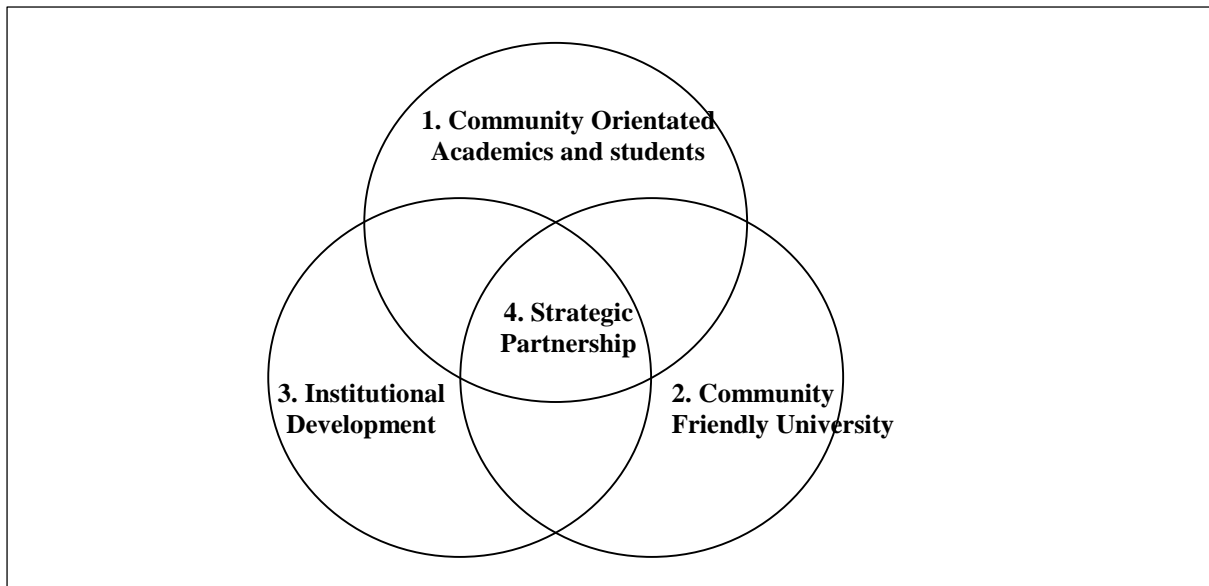 1. Community Orientated
Academics and students
4. Strategic
Partnership
3. Institutional
Development
2. Community
Friendly University